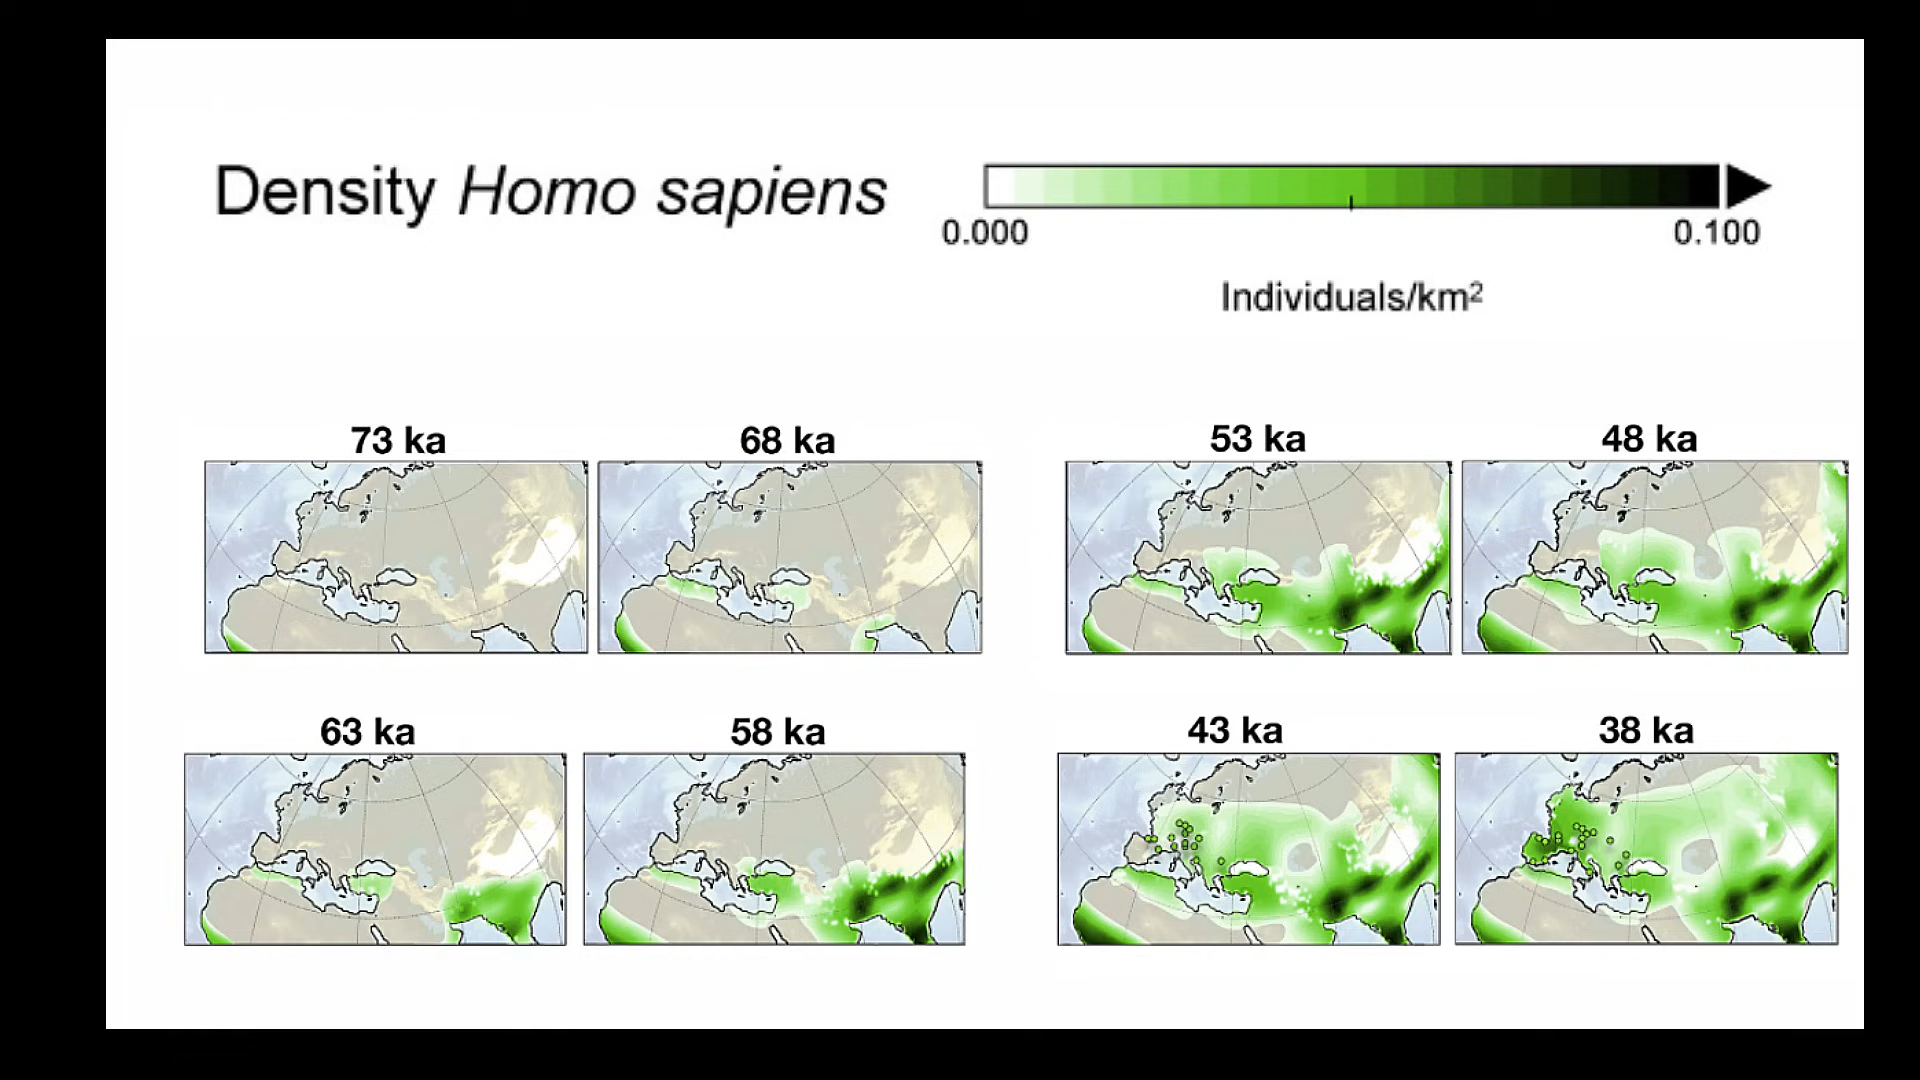 Density Homo sapiens
0.000
0.100
Individuals/km²
73 ka
68 ka
53 ka
48 ka
63 ka
58 ka
43 ka
38 ka